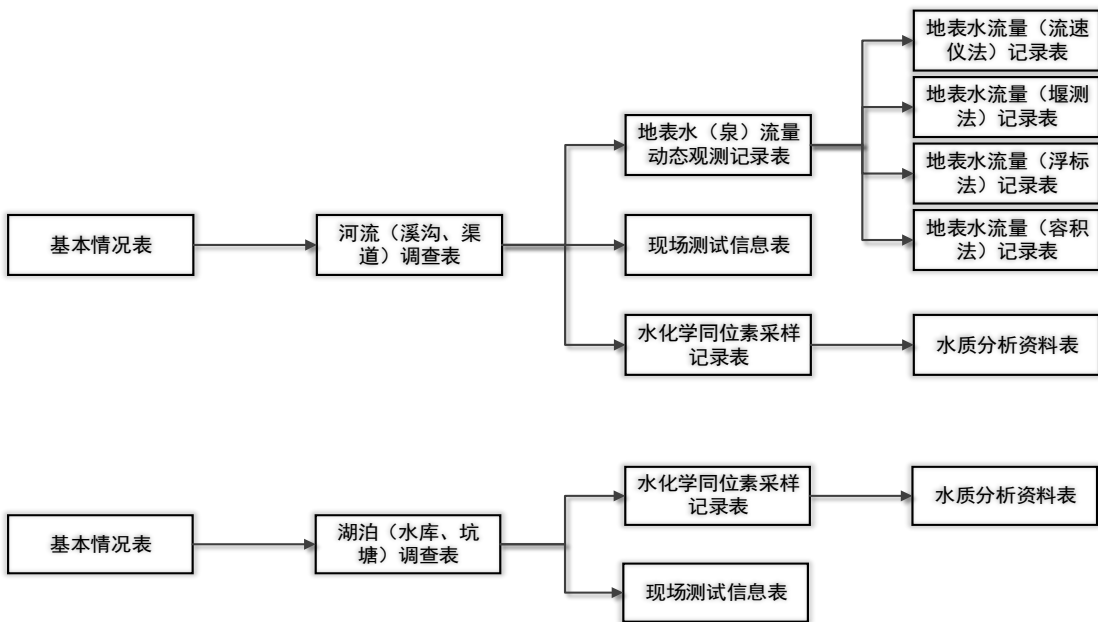 地表水流量（流速
仪法）记录表
地表水流量（堰测
法）记录表
地表水（泉）流量
动态观测记录表
地表水流量（浮标
法）记录表
基本情况表
河流（溪沟、渠
道）调查表
现场测试信息表
地表水流量（容积
法）记录表
水化学同位素采样
记录表
水质分析资料表
水化学同位素采样
记录表
水质分析资料表
基本情况表
湖泊（水库、坑
塘）调查表
现场测试信息表